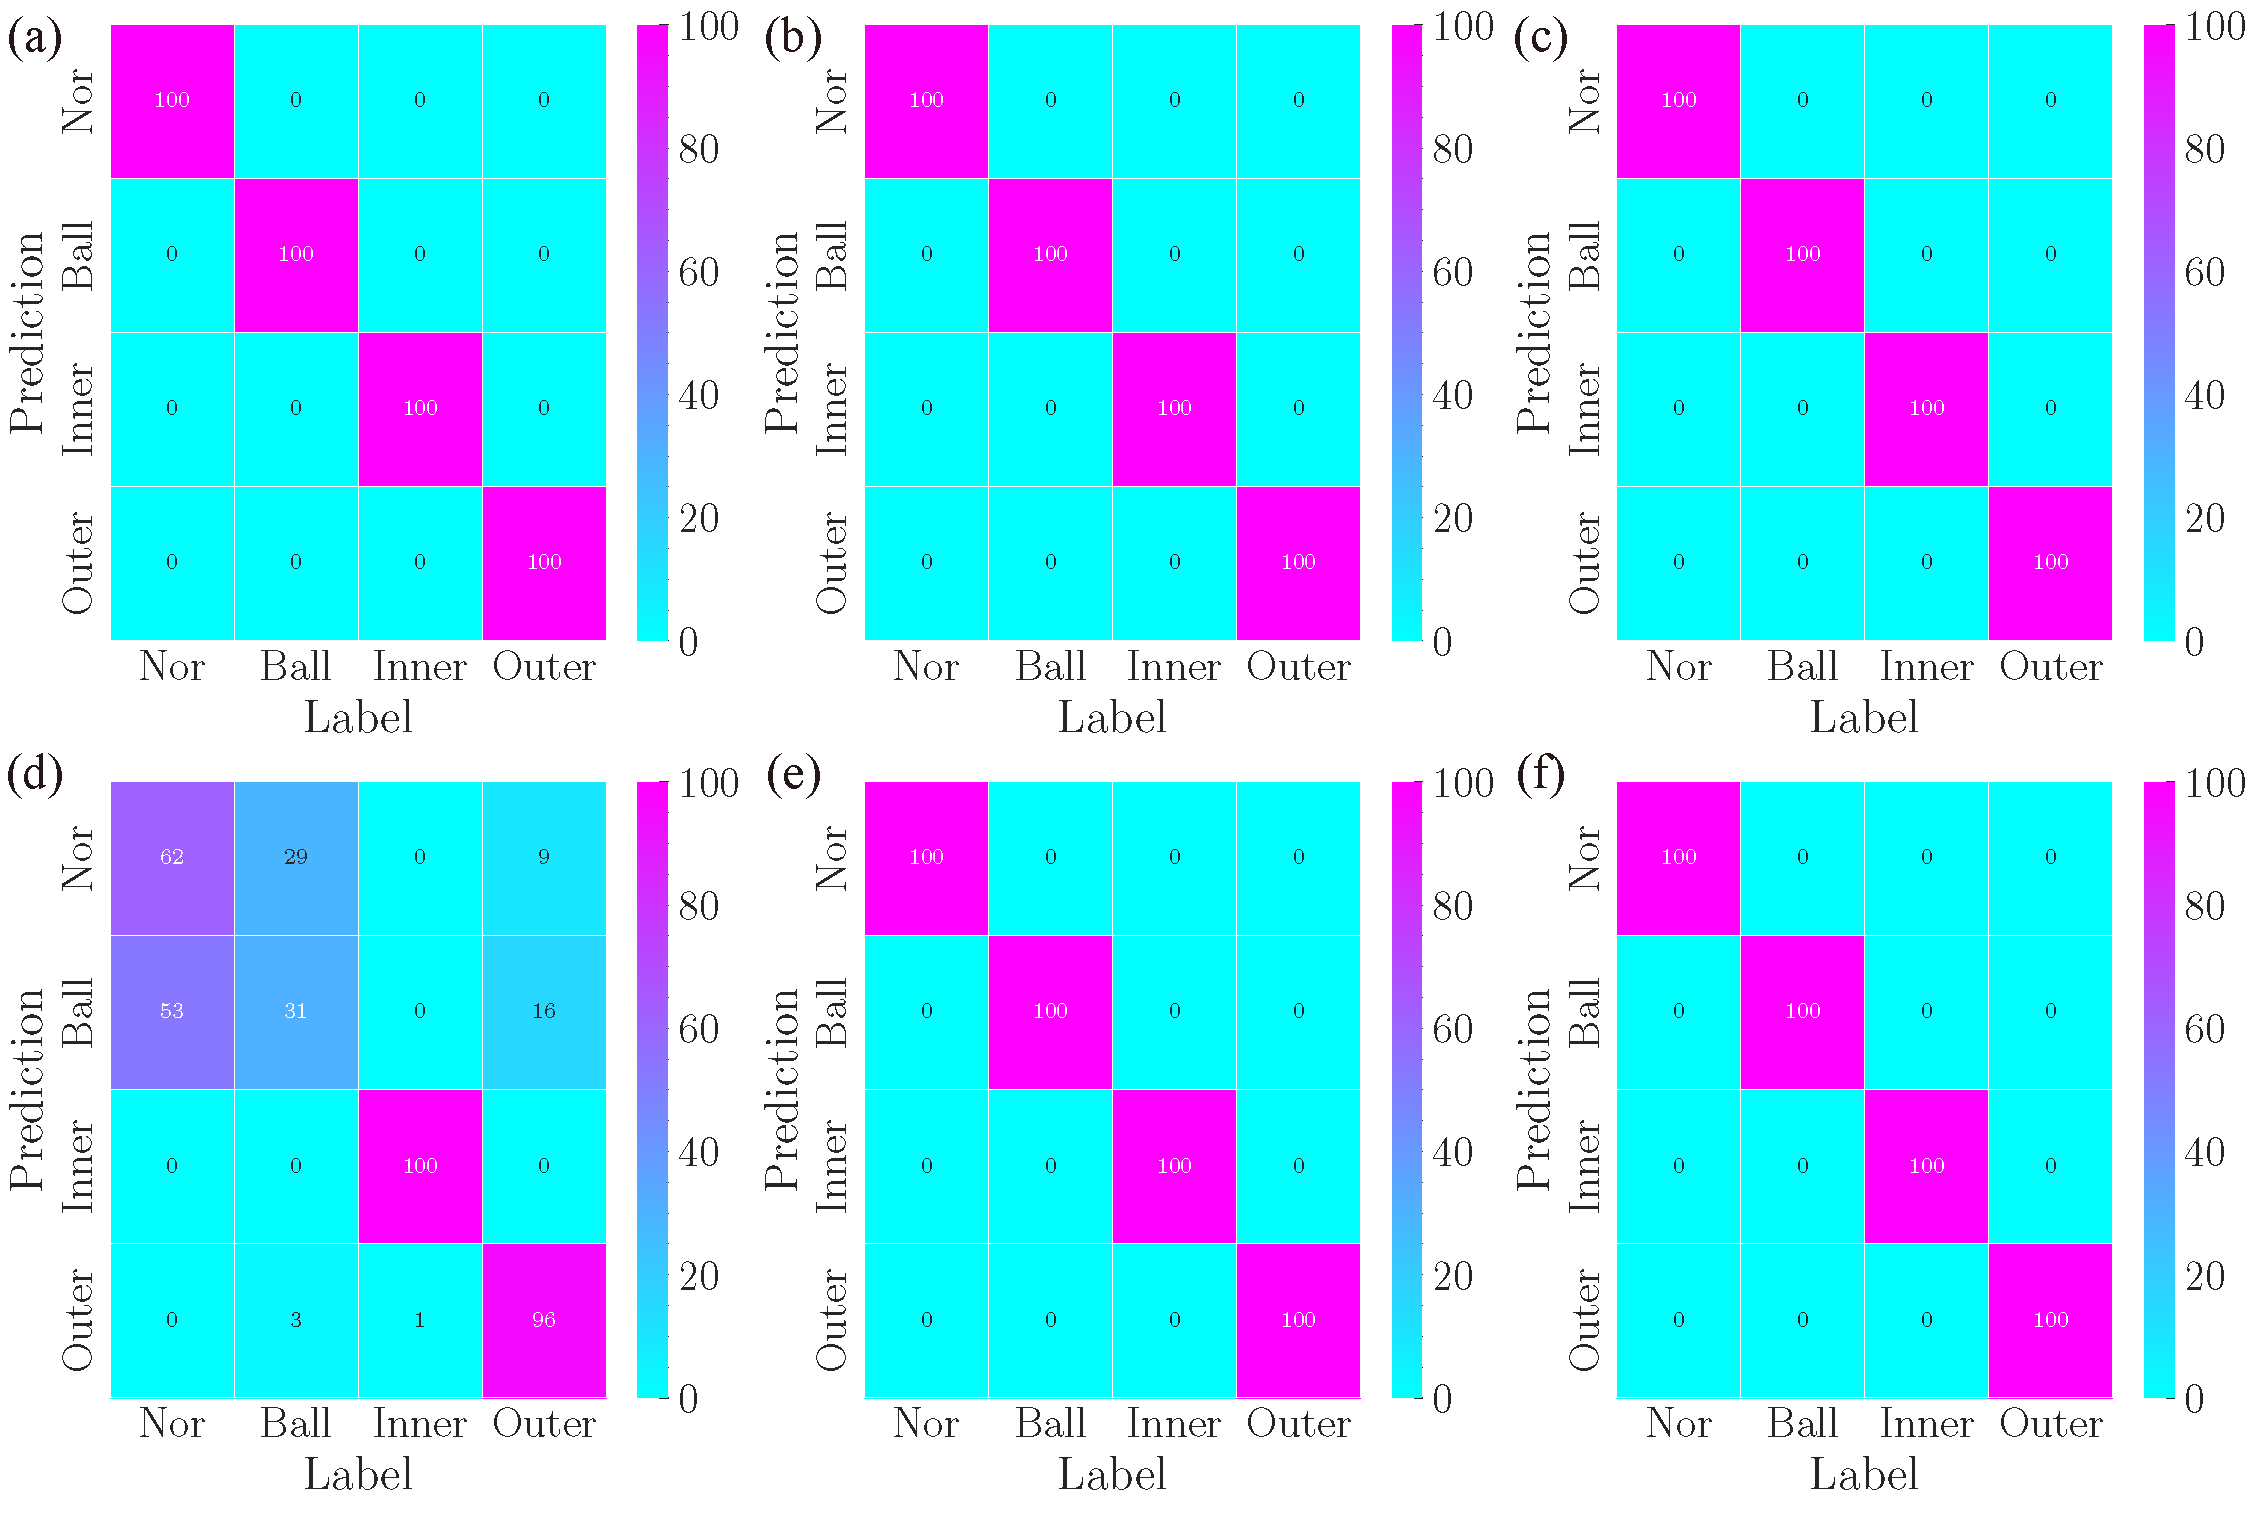 (a)
Prediction
Nor
Ball
Inner
Outer
100 0 0 0
0 100 0 0
0 0 100 0
0 0 0 100
Nor Ball Inner Outer
Label
100
80
60
40
20
0
(b)
Prediction
Nor
Ball
Inner
Outer
100 0 0 0
0 100 0 0
0 0 100 0
0 0 0 100
Nor Ball Inner Outer
Label
100
80
60
40
20
0
(c)
Prediction
Nor
Ball
Inner
Outer
100 0 0 0
0 100 0 0
0 0 100 0
0 0 0 100
Nor Ball Inner Outer
Label
100
80
60
40
20
0
(d)
Prediction
Nor
Ball
Inner
Outer
62 29 0 9
53 31 0 16
0 0 100 0
0 3 1 96
Nor Ball Inner Outer
Label
100
80
60
40
20
0
(e)
Prediction
Nor
Ball
Inner
Outer
100 0 0 0
0 100 0 0
0 0 100 0
0 0 0 100
Nor Ball Inner Outer
Label
100
80
60
40
20
0
(f)
Prediction
Nor
Ball
Inner
Outer
100 0 0 0
0 100 0 0
0 0 100 0
0 0 0 100
Nor Ball Inner Outer
Label
100
80
60
40
20
0